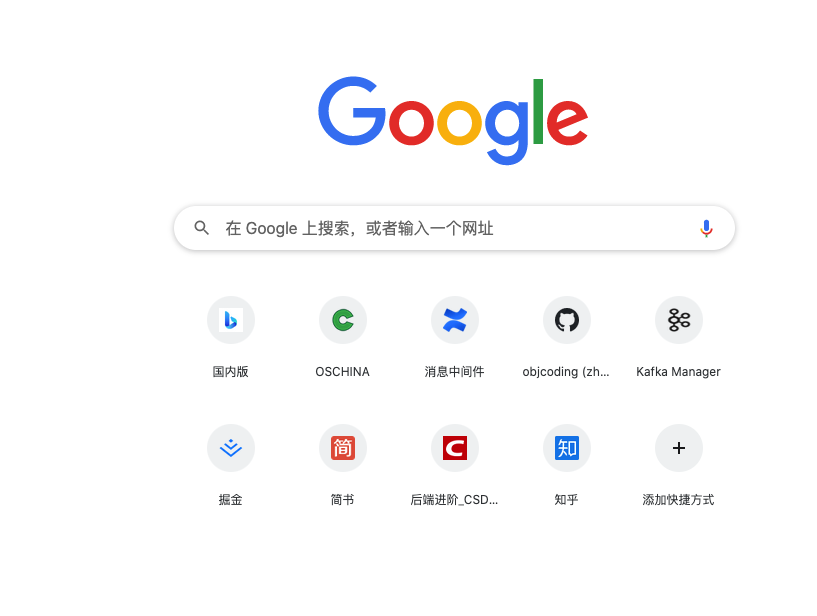 Google
在 Google 上搜索，或者输入一个网址
国内版
OSCHINA
消息中间件
objcoding (zh...
Kafka Manager
简
知
掘金
简书
后端进阶_CSD...
知乎
添加快捷方式